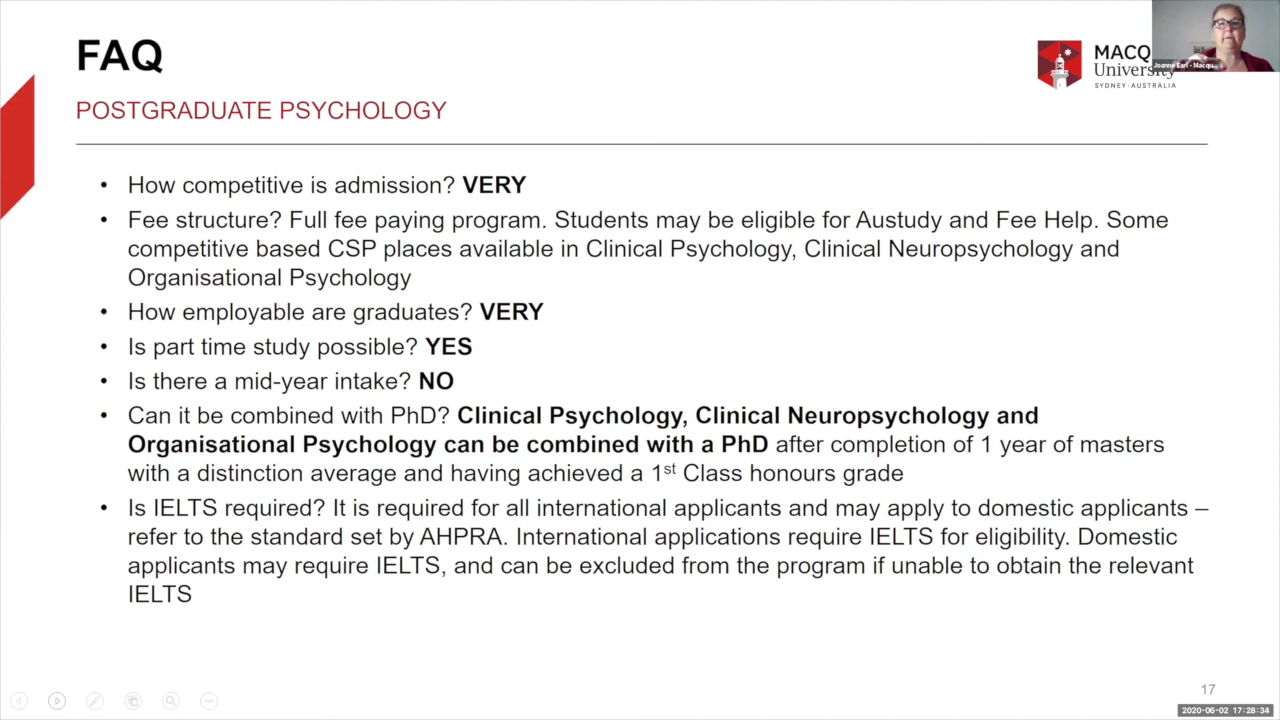 FAQ
POSTGRADUATE PSYCHOLOGY
MACQ
University
SYDNEY·AUSTRALIA
Joanne Earl - Macqu...
• How competitive is admission? VERY
• Fee structure? Full fee paying program. Students may be eligible for Austudy and Fee Help. Some
competitive based CSP places available in Clinical Psychology, Clinical Neuropsychology and
Organisational Psychology
• How employable are graduates? VERY
• Is part time study possible? YES
• Is there a mid-year intake? NO
• Can it be combined with PhD? Clinical Psychology, Clinical Neuropsychology and
Organisational Psychology can be combined with a PhD after completion of 1 year of masters
with a distinction average and having achieved a 1st Class honours grade
• Is IELTS required? It is required for all international applicants and may apply to domestic applicants –
refer to the standard set by AHPRA. International applications require IELTS for eligibility. Domestic
applicants may require IELTS, and can be excluded from the program if unable to obtain the relevant
IELTS
17
2020-06-02 17:28:34